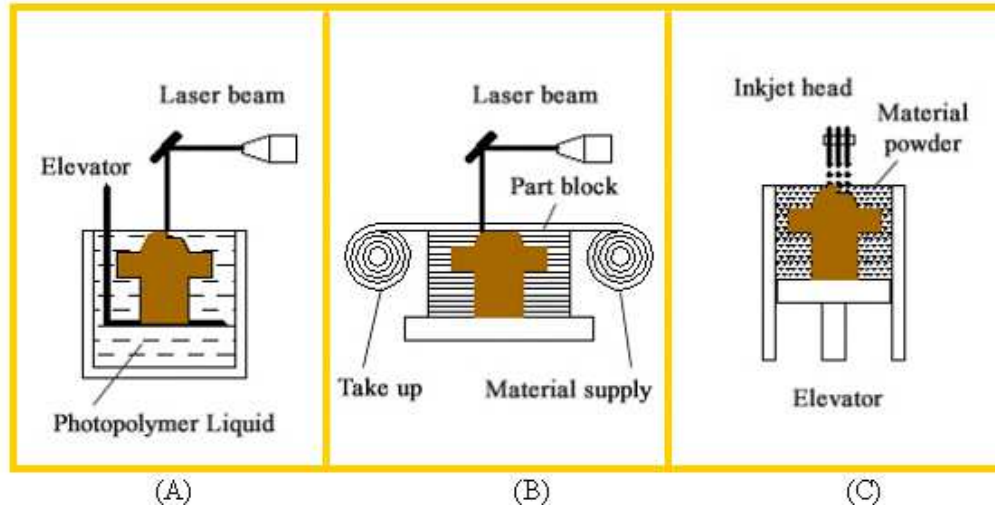 Laser beam
Elevator
Photopolymer Liquid
(A)
Laser beam
Part block
Take up
Material supply
(B)
Inkjet head
Material
powder
Elevator
(C)